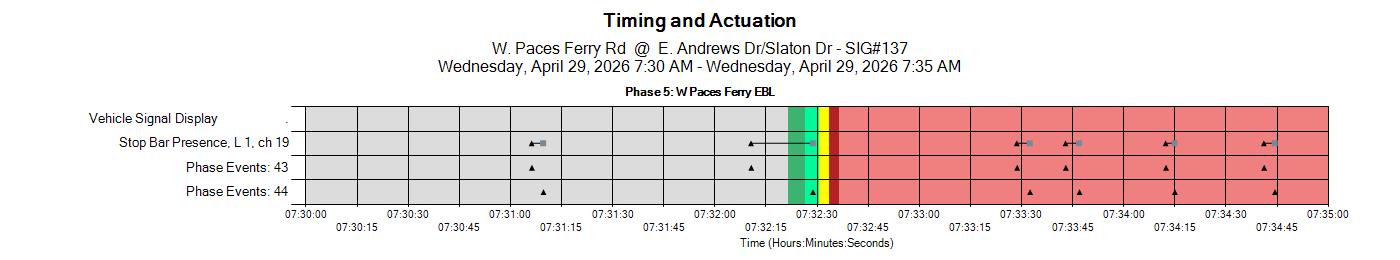 Timing and Actuation
W. Paces Ferry Rd @ E. Andrews Dr/Slaton Dr - SIG#137
Wednesday, April 29, 2026 7:30 AM - Wednesday, April 29, 2026 7:35 AM
Phase 5: W Paces Ferry EBL
Vehicle Signal Display .
Stop Bar Presence, L 1, ch 19
Phase Events: 43
Phase Events: 44
07:30:00 07:30:30 07:31:00 07:31:30 07:32:00 07:32:30 07:33:00 07:33:30 07:34:00 07:34:30 07:35:00
07:30:15 07:30:45 07:31:15 07:31:45 07:32:15 07:32:45 07:33:15 07:33:45 07:34:15 07:34:45
Time (Hours:Minutes:Seconds)